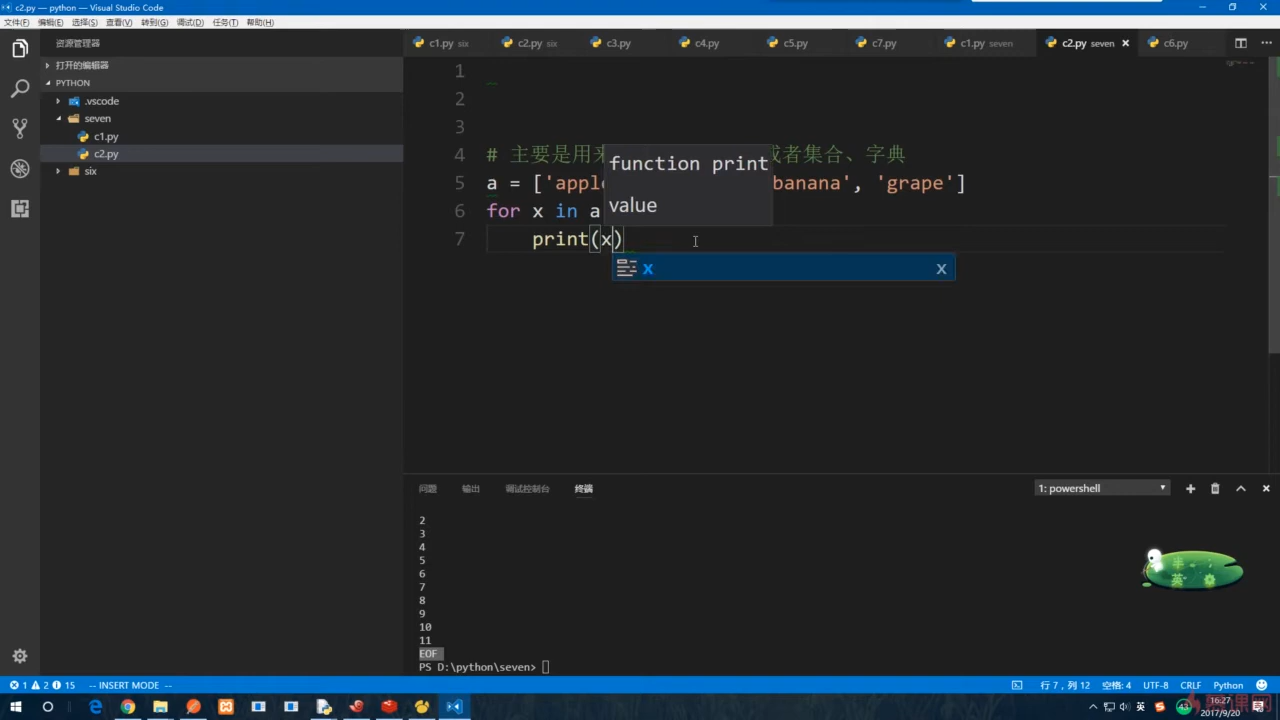 c2.py — python — Visual Studio Code
文件(F) 编辑(E) 选择(S) 查看(V) 转到(G) 调试(D) 任务(T) 帮助(H)
资源管理器
c1.py six c2.py six c3.py c4.py c5.py c7.py c1.py seven c2.py seven c6.py
打开的编辑器
PYTHON
.vscode
seven
c1.py
c2.py
six
1
2
3
4 # 主要是用来 或者集合、字典
5 a = ['apple banana', 'grape']
6 for x in a
7 print(x)
function print
value
x x
问题 输出 调试控制台 终端
1: powershell
2
3
4
5
6
7
8
9
10
11
EOF
PS D:\python\seven>
半
英
1 2 15 -- INSERT MODE --
行 7，列 12 空格: 4 UTF-8 CRLF Python
英
43
16:27
2017/9/20